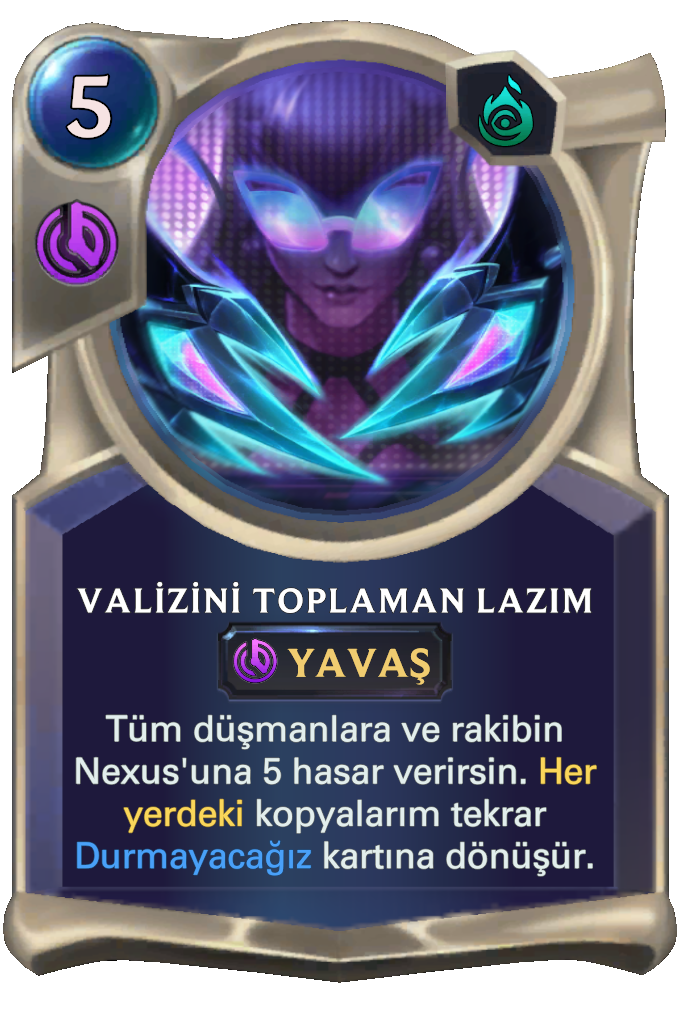 5
VALİZİNİ TOPLAMAN LAZIM
YAVAŞ
Tüm düşmanlara ve rakibin
Nexus'una 5 hasar verirsin. Her
yerdeki kopyalarım tekrar
Durmayacağız kartına dönüşür.